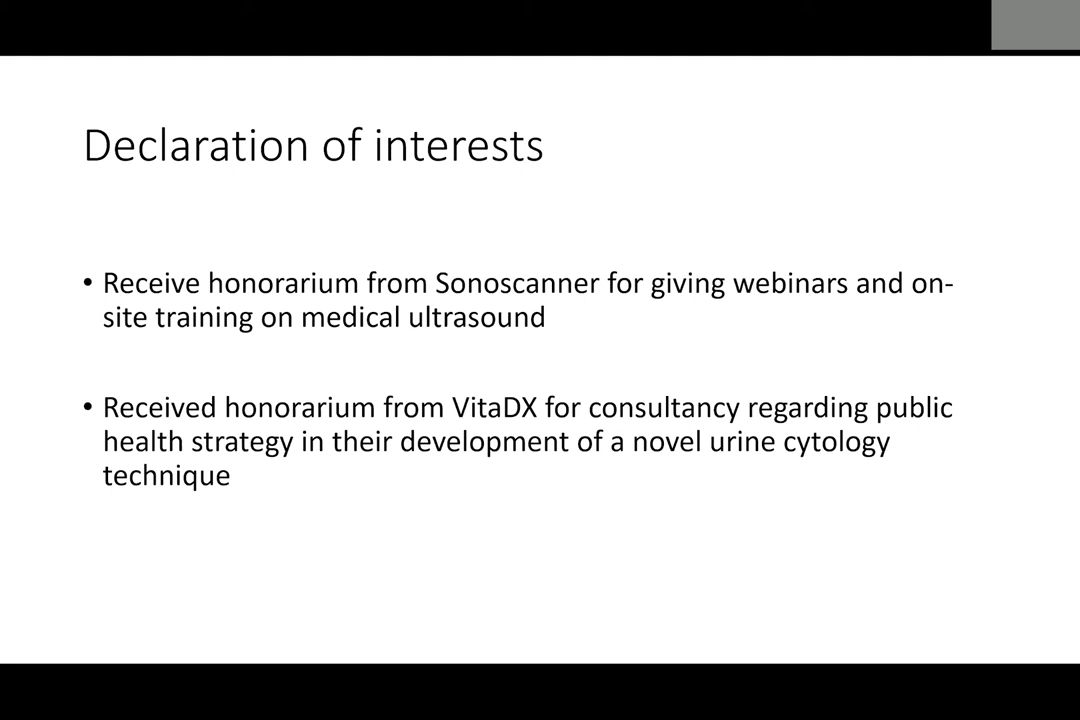 Declaration of interests
• Receive honorarium from Sonoscanner for giving webinars and on-
site training on medical ultrasound
• Received honorarium from VitaDX for consultancy regarding public
health strategy in their development of a novel urine cytology
technique